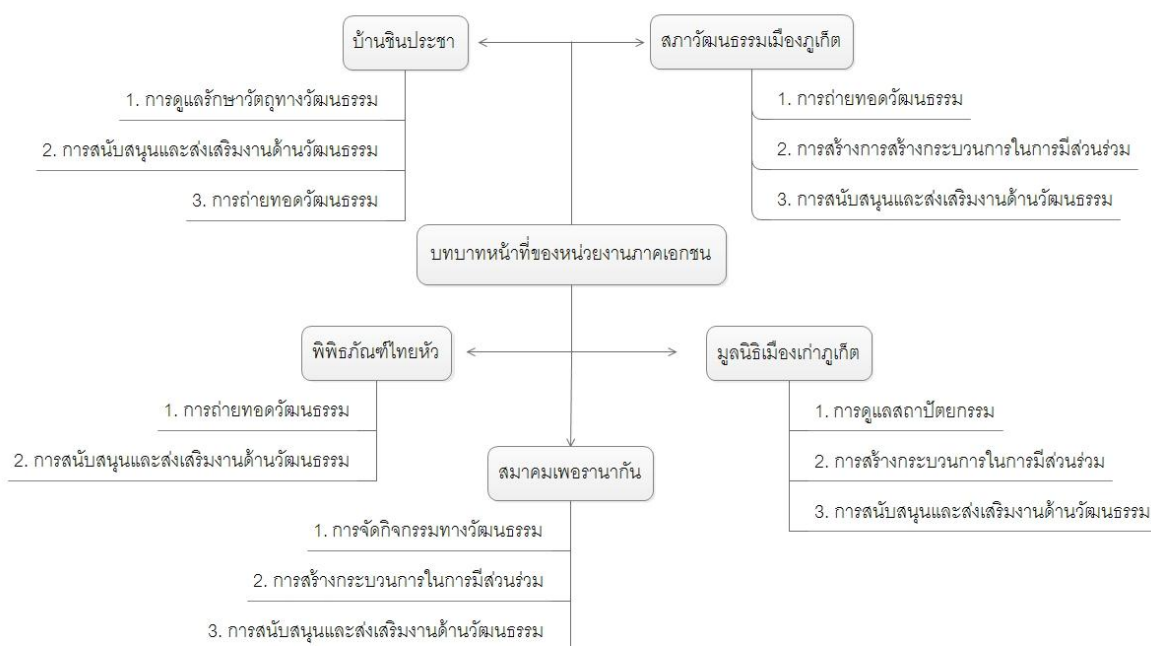 บ้านชินประชา
สภาวัฒนธรรมเมืองภูเก็ต
1. การดูแลรักษาวัตถุทางวัฒนธรรม
2. การสนับสนุนและส่งเสริมงานด้านวัฒนธรรม
3. การถ่ายทอดวัฒนธรรม
1. การถ่ายทอดวัฒนธรรม
2. การสร้างการสร้างกระบวนการในการมีส่วนร่วม
3. การสนับสนุนและส่งเสริมงานด้านวัฒนธรรม
บทบาทหน้าที่ของหน่วยงานภาคเอกชน
พิพิธภัณฑ์ไทยหัว
มูลนิธิเมืองเก่าภูเก็ต
1. การถ่ายทอดวัฒนธรรม
2. การสนับสนุนและส่งเสริมงานด้านวัฒนธรรม
1. การดูแลสถาปัตยกรรม
2. การสร้างกระบวนการในการมีส่วนร่วม
3. การสนับสนุนและส่งเสริมงานด้านวัฒนธรรม
สมาคมเพอรานากัน
1. การจัดกิจกรรมทางวัฒนธรรม
2. การสร้างกระบวนการในการมีส่วนร่วม
3. การสนับสนุนและส่งเสริมงานด้านวัฒนธรรม